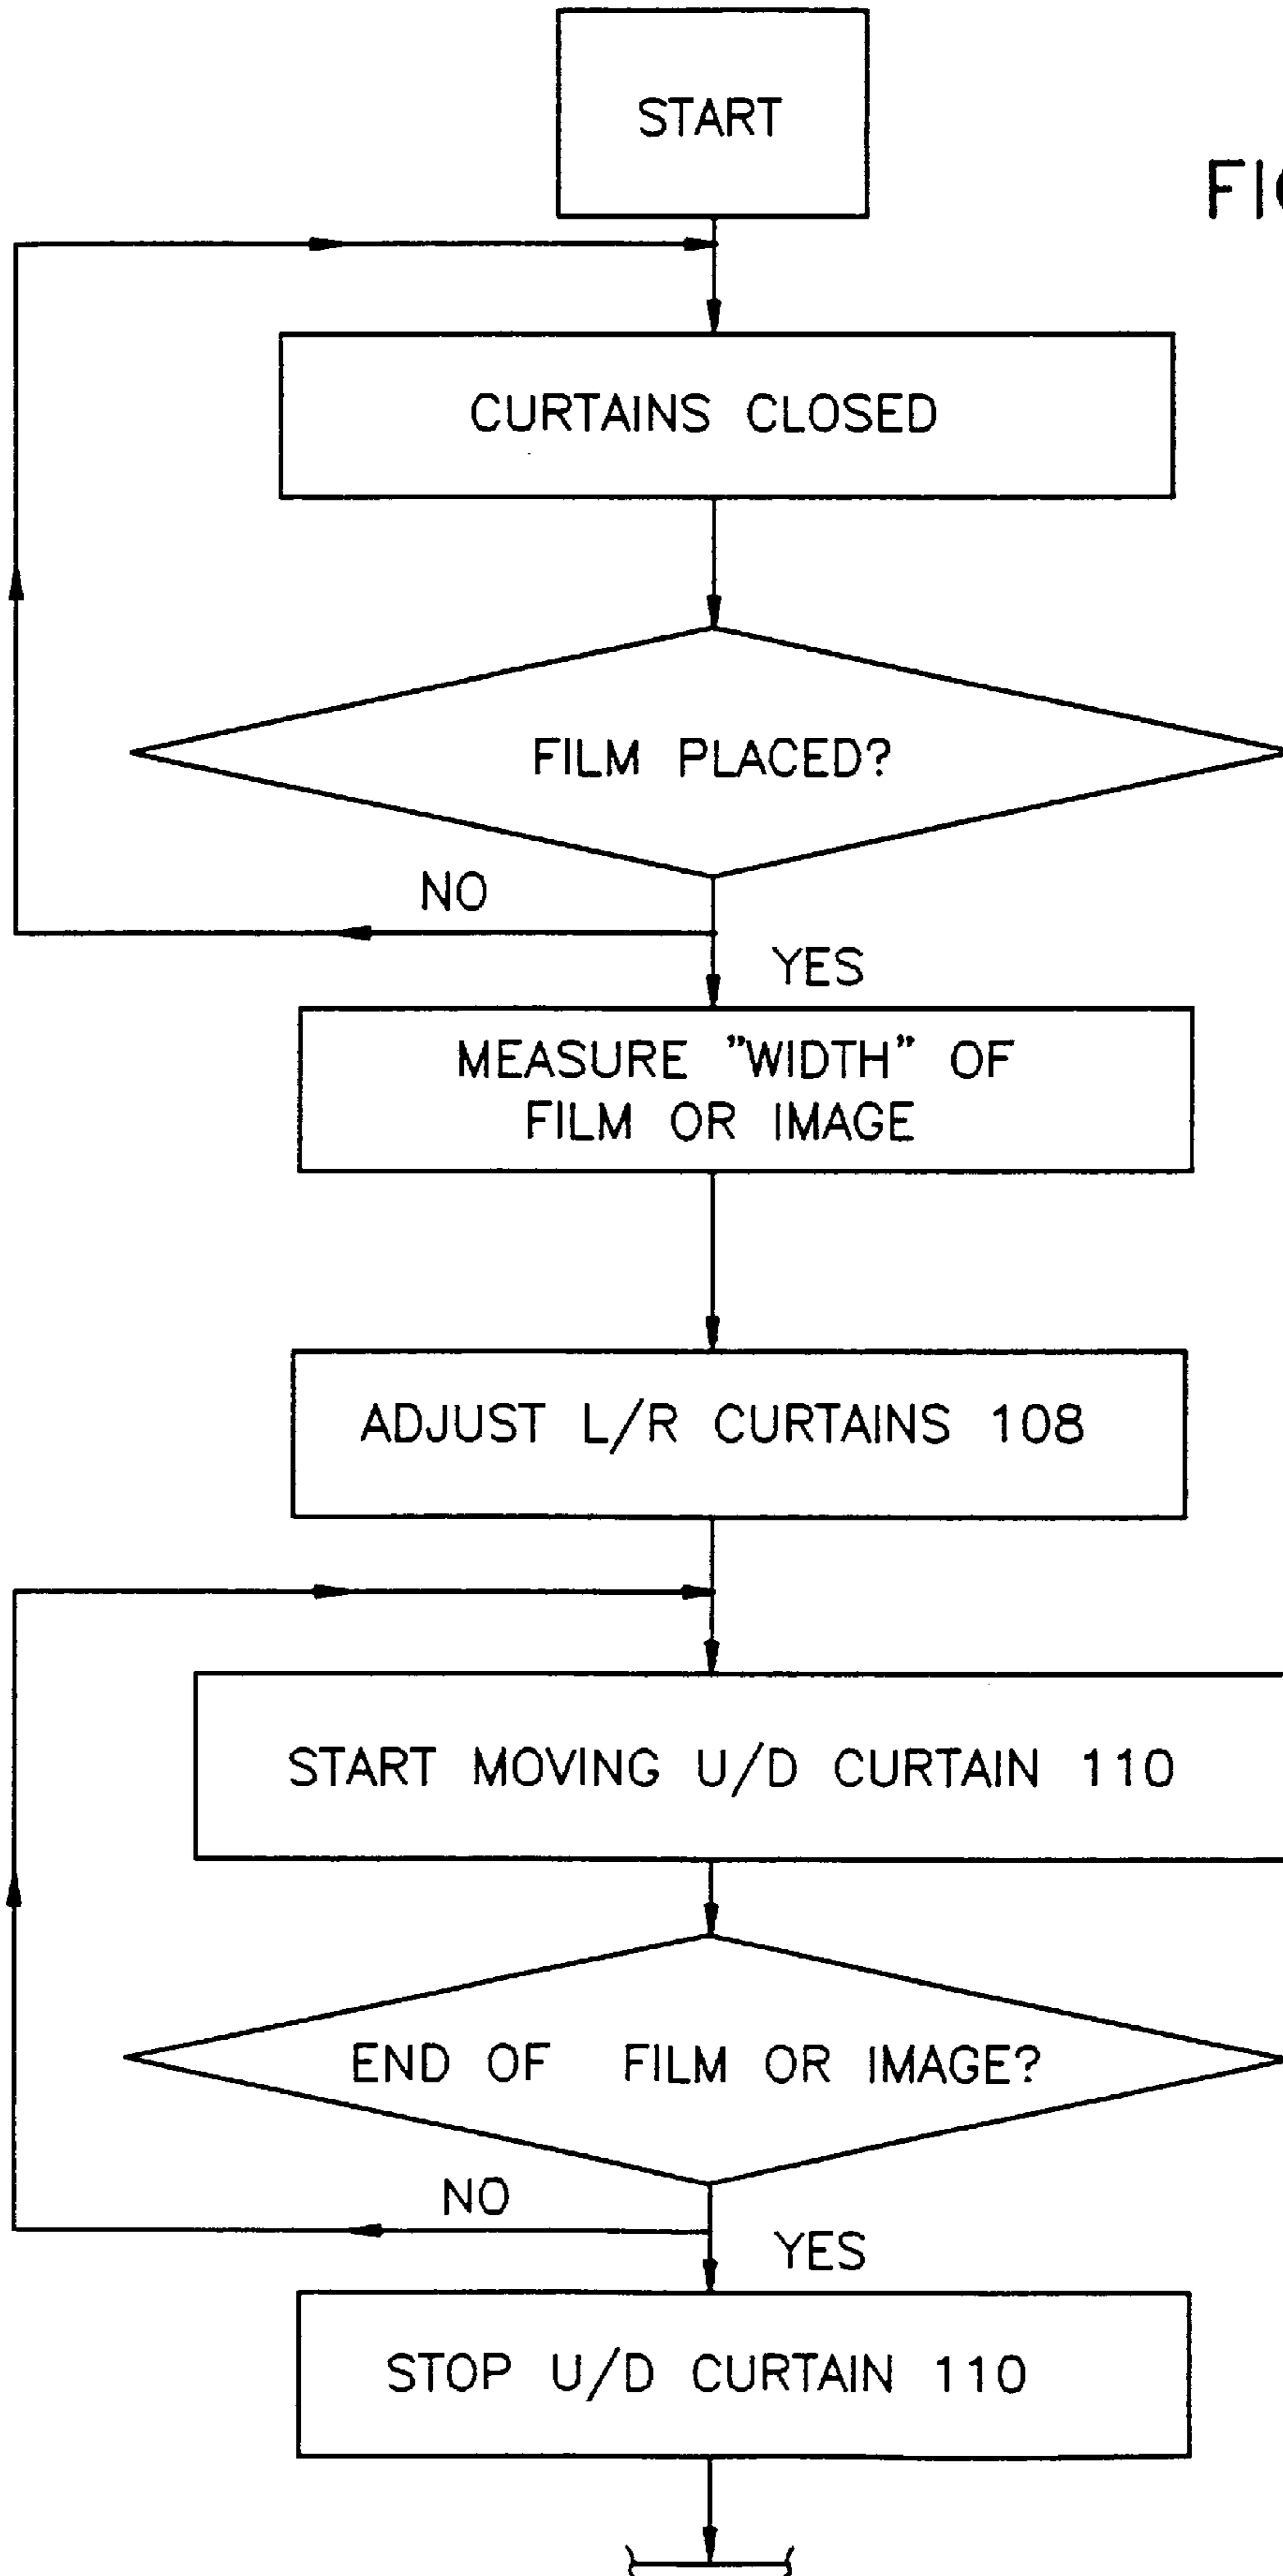 START
FIG
CURTAINS CLOSED
FILM PLACED?
NO
YES
MEASURE "WIDTH" OF
FILM OR IMAGE
ADJUST L/R CURTAINS 108
START MOVING U/D CURTAIN 110
END OF FILM OR IMAGE?
NO
YES
STOP U/D CURTAIN 110